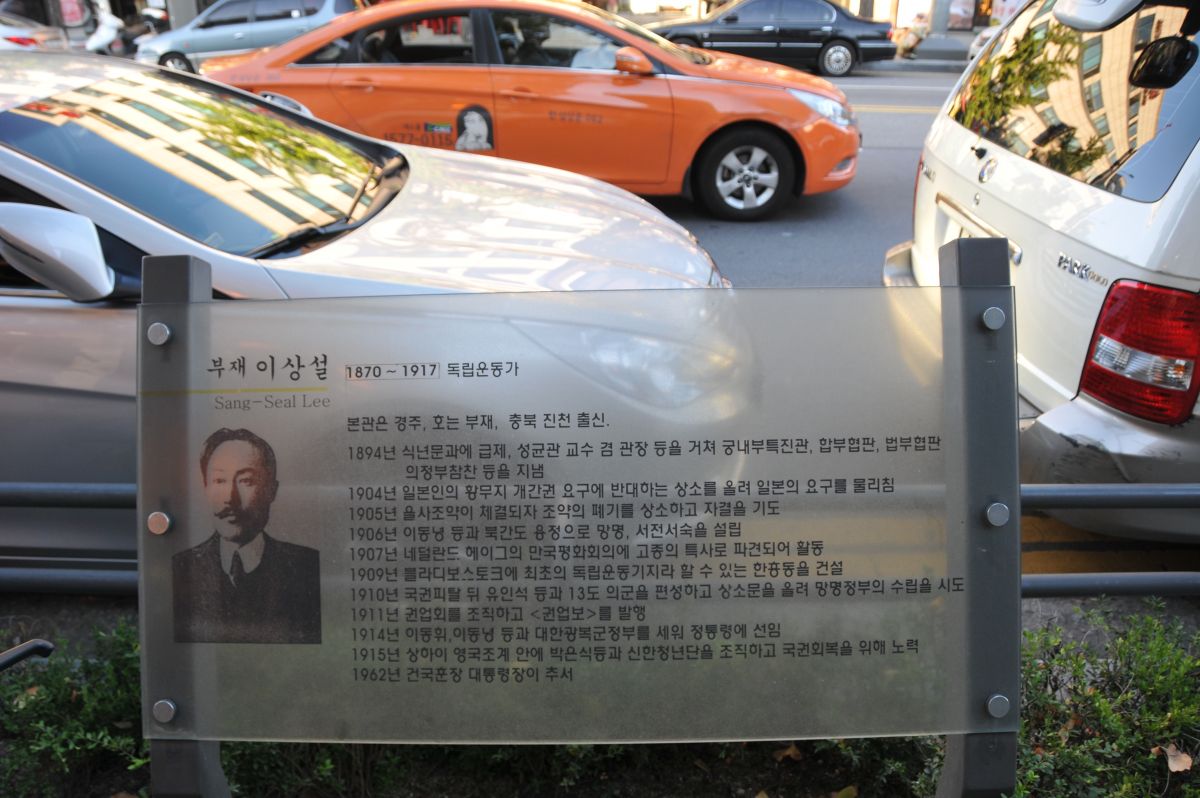 부재 이상설 1870 ~ 1917 독립운동가
Sang-Seal Lee
본관은 경주, 호는 부재, 충북 진천 출신.
1894년 식년문과에 급제, 성균관 교수 겸 관장 등을 거쳐 궁내부특진관, 합부협판, 법부협판
의정부참찬 등을 지냄
1904년 일본인의 황무지 개간권 요구에 반대하는 상소를 올려 일본의 요구를 물리침
1905년 을사조약이 체결되자 조약의 폐기를 상소하고 자결을 기도
1906년 이동녕 등과 북간도 용정으로 망명, 서전서숙을 설립
1907년 네덜란드 헤이그의 만국평화회의에 고종의 특사로 파견되어 활동
1909년 블라디보스토크에 최초의 독립운동기지라 할 수 있는 한흥동을 건설
1910년 국권피탈 뒤 유인석 등과 13도 의군을 편성하고 상소문을 올려 망명정부의 수립을 시도
1911년 권업회를 조직하고 <권업보>를 발행
1914년 이동휘,이동녕 등과 대한광복군정부를 세워 정통령에 선임
1915년 상하이 영국조계 안에 박은식등과 신한청년단을 조직하고 국권회복을 위해 노력
1962년 건국훈장 대통령장이 추서
1577-0115
PARK